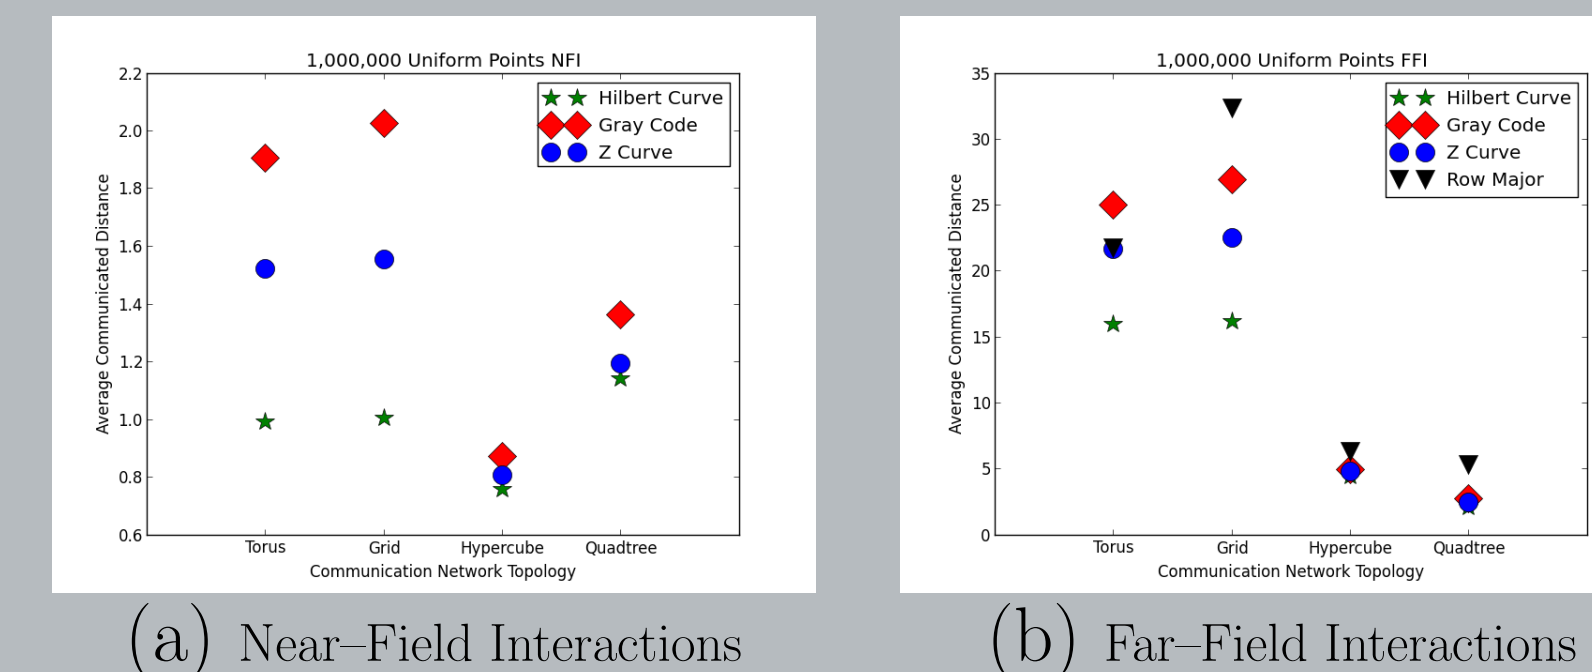 1,000,000 Uniform Points NFI
2.2
2.0
1.8
1.6
1.4
1.2
1.0
0.8
0.6
Average Communicated Distance
Hilbert Curve
Gray Code
Z Curve
Torus Grid Hypercube Quadtree
Communication Network Topology
(a) Near–Field Interactions
1,000,000 Uniform Points FFI
35
30
25
20
15
10
5
0
Average Communicated Distance
Hilbert Curve
Gray Code
Z Curve
Row Major
Torus Grid Hypercube Quadtree
Communication Network Topology
(b) Far–Field Interactions